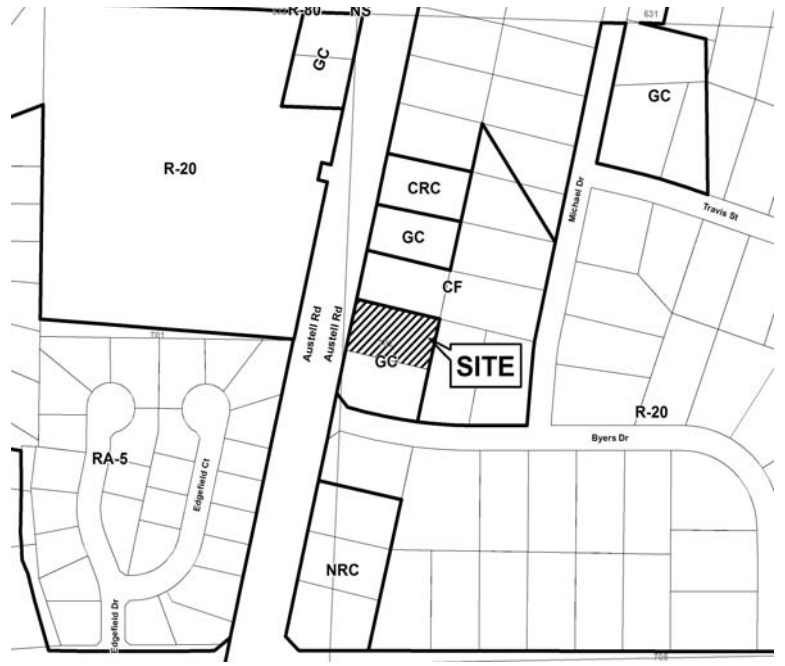 R-80 NS
631
GC
GC
R-20
CRC
Michael Dr
Travis St
GC
CF
Austell Rd
Austell Rd
701
GC
SITE
R-20
Byers Dr
RA-5
Edgefield Ct
NRC
Edgefield Dr
708